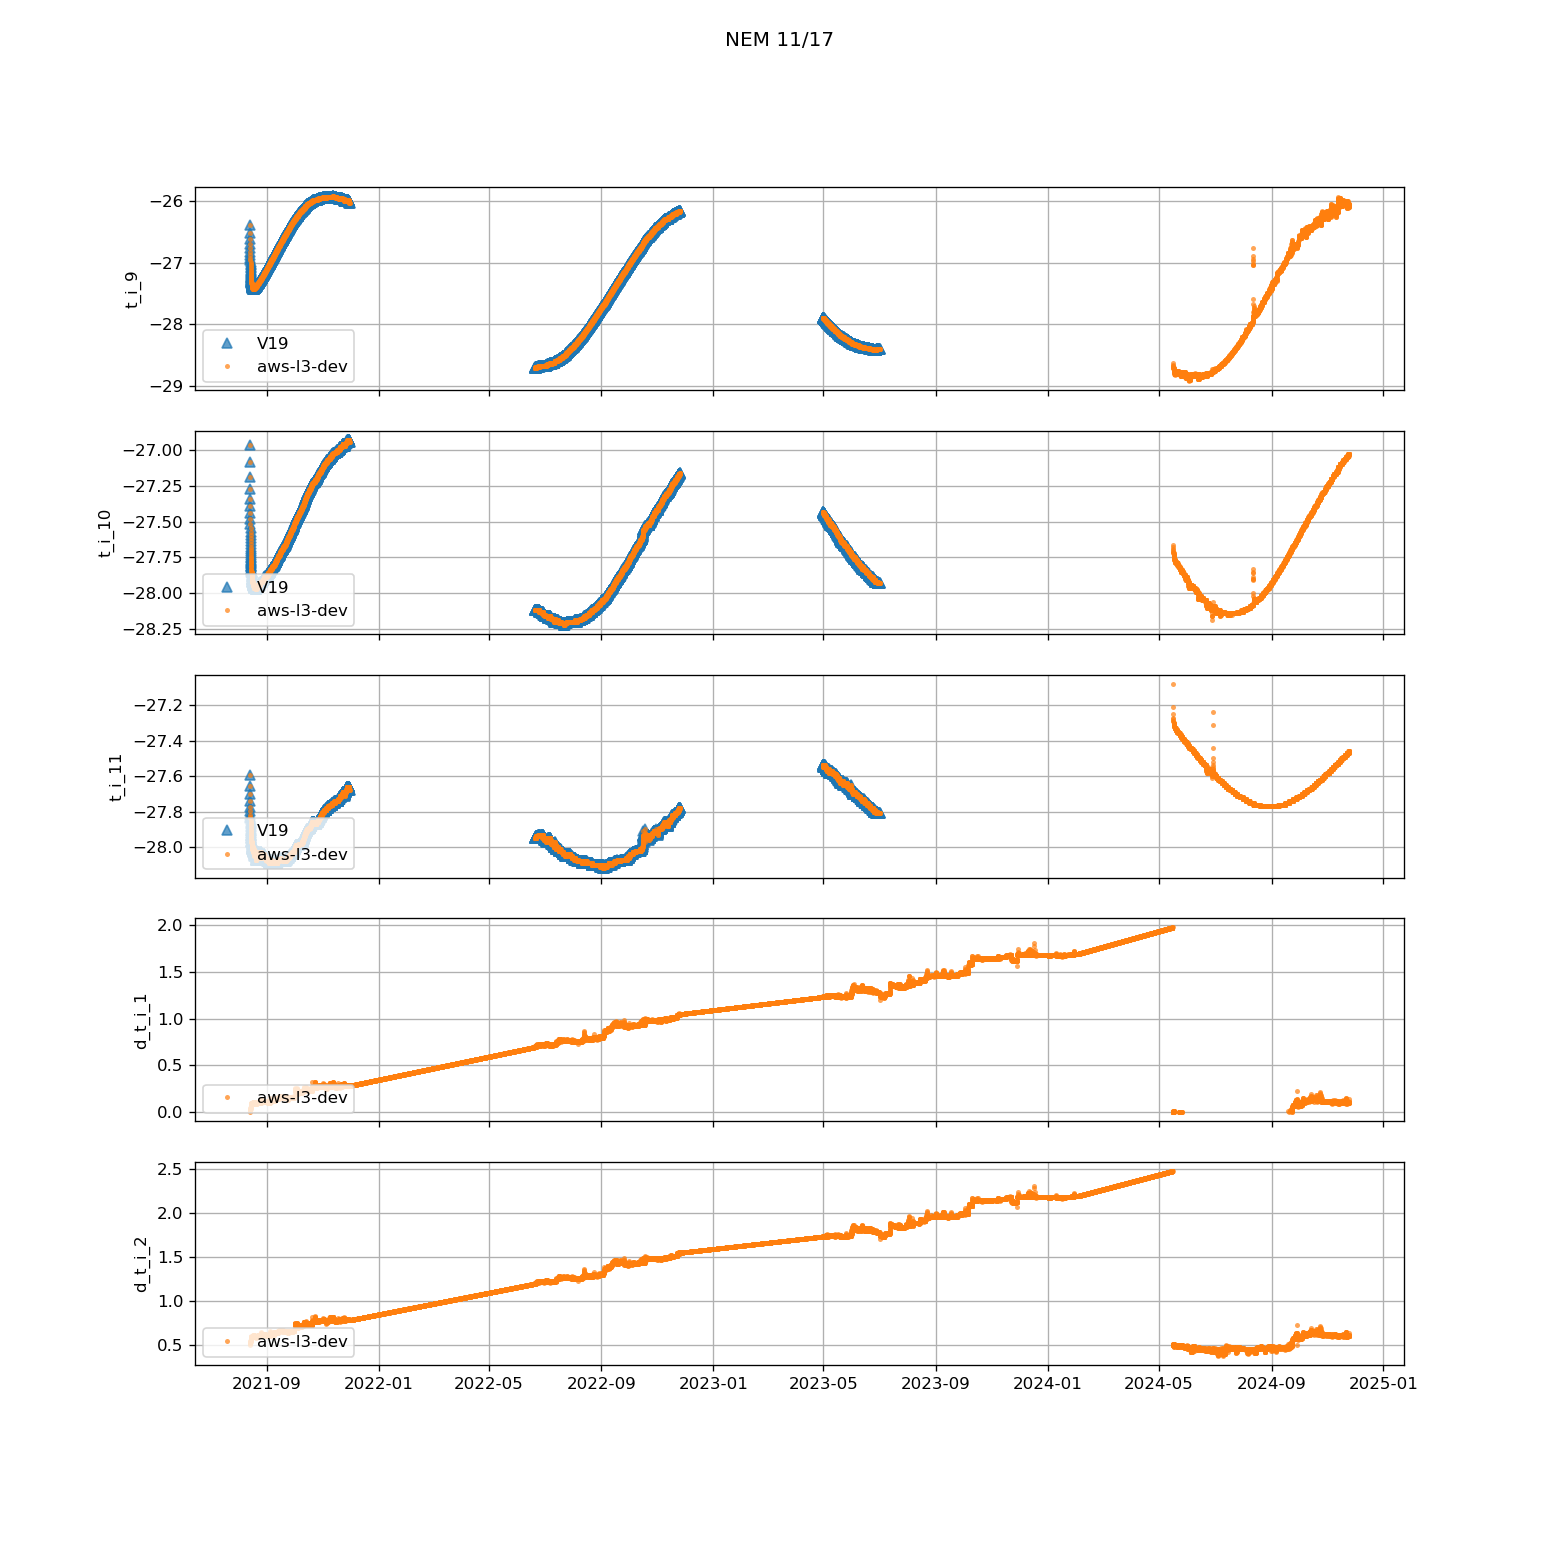 NEM 11/17
t_i_9
−26
−27
−28
−29
V19
aws-l3-dev
t_i_10
−27.00
−27.25
−27.50
−27.75
−28.00
−28.25
V19
aws-l3-dev
t_i_11
−27.2
−27.4
−27.6
−27.8
−28.0
V19
aws-l3-dev
d_t_i_1
2.0
1.5
1.0
0.5
0.0
aws-l3-dev
d_t_i_2
2.5
2.0
1.5
1.0
0.5
aws-l3-dev
2021-09 2022-01 2022-05 2022-09 2023-01 2023-05 2023-09 2024-01 2024-05 2024-09 2025-01